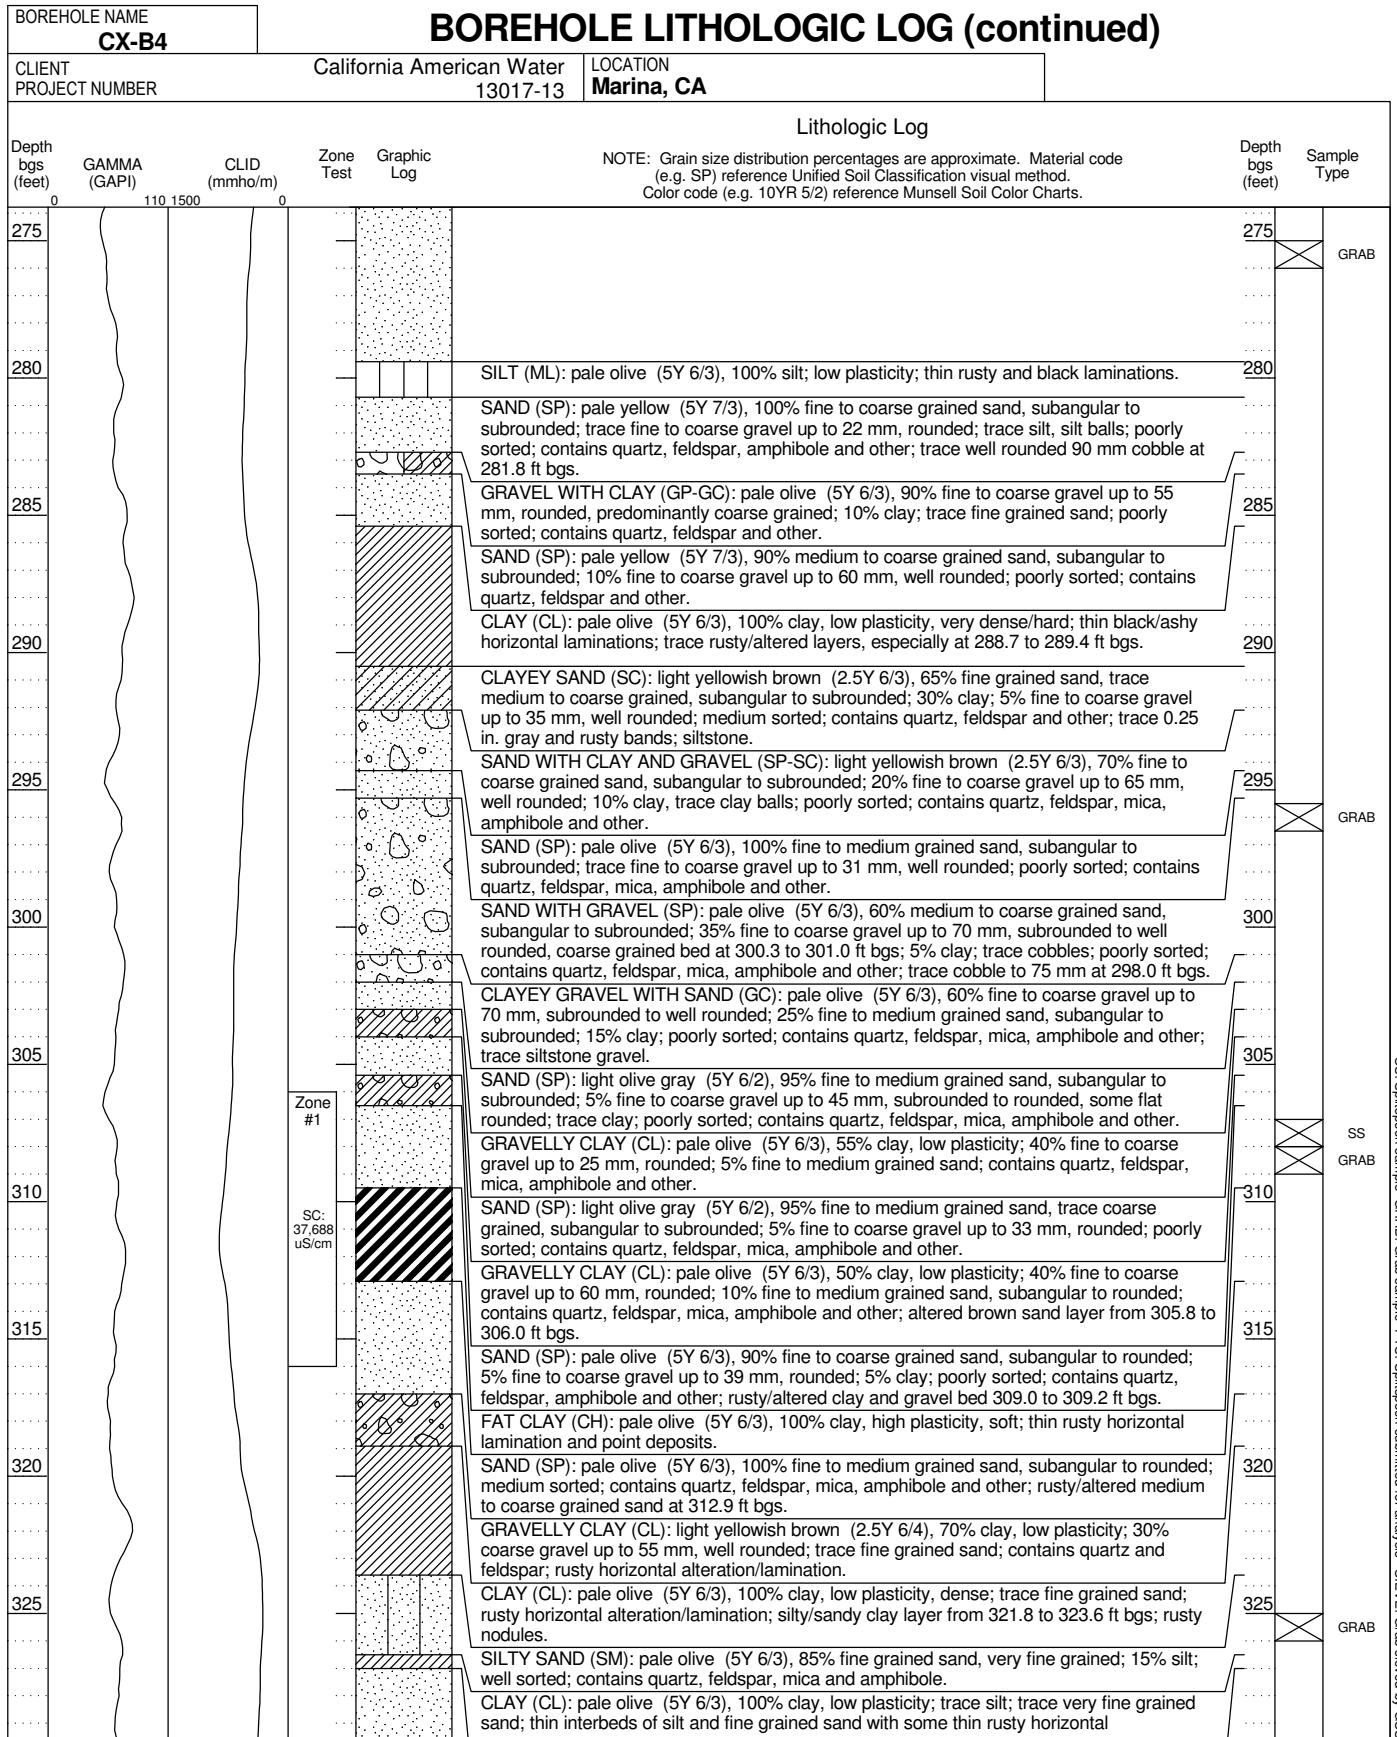 BOREHOLE NAME
CX-B4
BOREHOLE LITHOLOGIC LOG (continued)
CLIENT
PROJECT NUMBER
California American Water
13017-13
LOCATION
Marina, CA
Lithologic Log
NOTE: Grain size distribution percentages are approximate. Material code
(e.g. SP) reference Unified Soil Classification visual method.
Color code (e.g. 10YR 5/2) reference Munsell Soil Color Charts.
Depth
bgs
(feet)
GAMMA
(GAPI)
CLID
(mmho/m)
Zone
Test
Graphic
Log
Depth
bgs
(feet)
Sample
Type
0
110
1500
0
275
275
GRAB
280
SILT (ML): pale olive (5Y 6/3), 100% silt; low plasticity; thin rusty and black laminations.
280
SAND (SP): pale yellow (5Y 7/3), 100% fine to coarse grained sand, subangular to
subrounded; trace fine to coarse gravel up to 22 mm, rounded; trace silt, silt balls; poorly
sorted; contains quartz, feldspar, amphibole and other; trace well rounded 90 mm cobble at
281.8 ft bgs.
GRAVEL WITH CLAY (GP-GC): pale olive (5Y 6/3), 90% fine to coarse gravel up to 55
mm, rounded, predominantly coarse grained; 10% clay; trace fine grained sand; poorly
sorted; contains quartz, feldspar and other.
285
285
SAND (SP): pale yellow (5Y 7/3), 90% medium to coarse grained sand, subangular to
subrounded; 10% fine to coarse gravel up to 60 mm, well rounded; poorly sorted; contains
quartz, feldspar and other.
CLAY (CL): pale olive (5Y 6/3), 100% clay, low plasticity, very dense/hard; thin black/ashy
horizontal laminations; trace rusty/altered layers, especially at 288.7 to 289.4 ft bgs.
290
290
CLAYEY SAND (SC): light yellowish brown (2.5Y 6/3), 65% fine grained sand, trace
medium to coarse grained, subangular to subrounded; 30% clay; 5% fine to coarse gravel
up to 35 mm, well rounded; medium sorted; contains quartz, feldspar and other; trace 0.25
in. gray and rusty bands; siltstone.
SAND WITH CLAY AND GRAVEL (SP-SC): light yellowish brown (2.5Y 6/3), 70% fine to
coarse grained sand, subangular to subrounded; 20% fine to coarse gravel up to 65 mm,
well rounded; 10% clay, trace clay balls; poorly sorted; contains quartz, feldspar, mica,
amphibole and other.
295
295
GRAB
SAND (SP): pale olive (5Y 6/3), 100% fine to medium grained sand, subangular to
subrounded; trace fine to coarse gravel up to 31 mm, well rounded; poorly sorted; contains
quartz, feldspar, mica, amphibole and other.
300
300
SAND WITH GRAVEL (SP): pale olive (5Y 6/3), 60% medium to coarse grained sand,
subangular to subrounded; 35% fine to coarse gravel up to 70 mm, subrounded to well
rounded, coarse grained bed at 300.3 to 301.0 ft bgs; 5% clay; trace cobbles; poorly sorted;
contains quartz, feldspar, mica, amphibole and other; trace cobble to 75 mm at 298.0 ft bgs.
CLAYEY GRAVEL WITH SAND (GC): pale olive (5Y 6/3), 60% fine to coarse gravel up to
70 mm, subrounded to well rounded; 25% fine to medium grained sand, subangular to
subrounded; 15% clay; poorly sorted; contains quartz, feldspar, mica, amphibole and other;
trace siltstone gravel.
305
305
SAND (SP): light olive gray (5Y 6/2), 95% fine to medium grained sand, subangular to
subrounded; 5% fine to coarse gravel up to 45 mm, subrounded to rounded, some flat
rounded; trace clay; poorly sorted; contains quartz, feldspar, mica, amphibole and other.
Zone
#1
SS
GRAB
GRAVELLY CLAY (CL): pale olive (5Y 6/3), 55% clay, low plasticity; 40% fine to coarse
gravel up to 25 mm, rounded; 5% fine to medium grained sand; contains quartz, feldspar,
mica, amphibole and other.
310
310
SAND (SP): light olive gray (5Y 6/2), 95% fine to medium grained sand, trace coarse
grained, subangular to subrounded; 5% fine to coarse gravel up to 33 mm, rounded; poorly
sorted; contains quartz, feldspar, mica, amphibole and other.
SC:
37,688
uS/cm
GRAVELLY CLAY (CL): pale olive (5Y 6/3), 50% clay, low plasticity; 40% fine to coarse
gravel up to 60 mm, rounded; 10% fine to medium grained sand, subangular to rounded;
contains quartz, feldspar, mica, amphibole and other; altered brown sand layer from 305.8 to
306.0 ft bgs.
315
315
SAND (SP): pale olive (5Y 6/3), 90% fine to coarse grained sand, subangular to rounded;
5% fine to coarse gravel up to 39 mm, rounded; 5% clay; poorly sorted; contains quartz,
feldspar, amphibole and other; rusty/altered clay and gravel bed 309.0 to 309.2 ft bgs.
FAT CLAY (CH): pale olive (5Y 6/3), 100% clay, high plasticity, soft; thin rusty horizontal
lamination and point deposits.
320
320
SAND (SP): pale olive (5Y 6/3), 100% fine to medium grained sand, subangular to rounded;
medium sorted; contains quartz, feldspar, mica, amphibole and other; rusty/altered medium
to coarse grained sand at 312.9 ft bgs.
GRAVELLY CLAY (CL): light yellowish brown (2.5Y 6/4), 70% clay, low plasticity; 30%
coarse gravel up to 55 mm, well rounded; trace fine grained sand; contains quartz and
feldspar; rusty horizontal alteration/lamination.
CLAY (CL): pale olive (5Y 6/3), 100% clay, low plasticity, dense; trace fine grained sand;
rusty horizontal alteration/lamination; silty/sandy clay layer from 321.8 to 323.6 ft bgs; rusty
nodules.
325
325
GRAB
SILTY SAND (SM): pale olive (5Y 6/3), 85% fine grained sand, very fine grained; 15% silt;
well sorted; contains quartz, feldspar, mica and amphibole.
CLAY (CL): pale olive (5Y 6/3), 100% clay, low plasticity; trace silt; trace very fine grained
sand; thin interbeds of silt and fine grained sand with some thin rusty horizontal